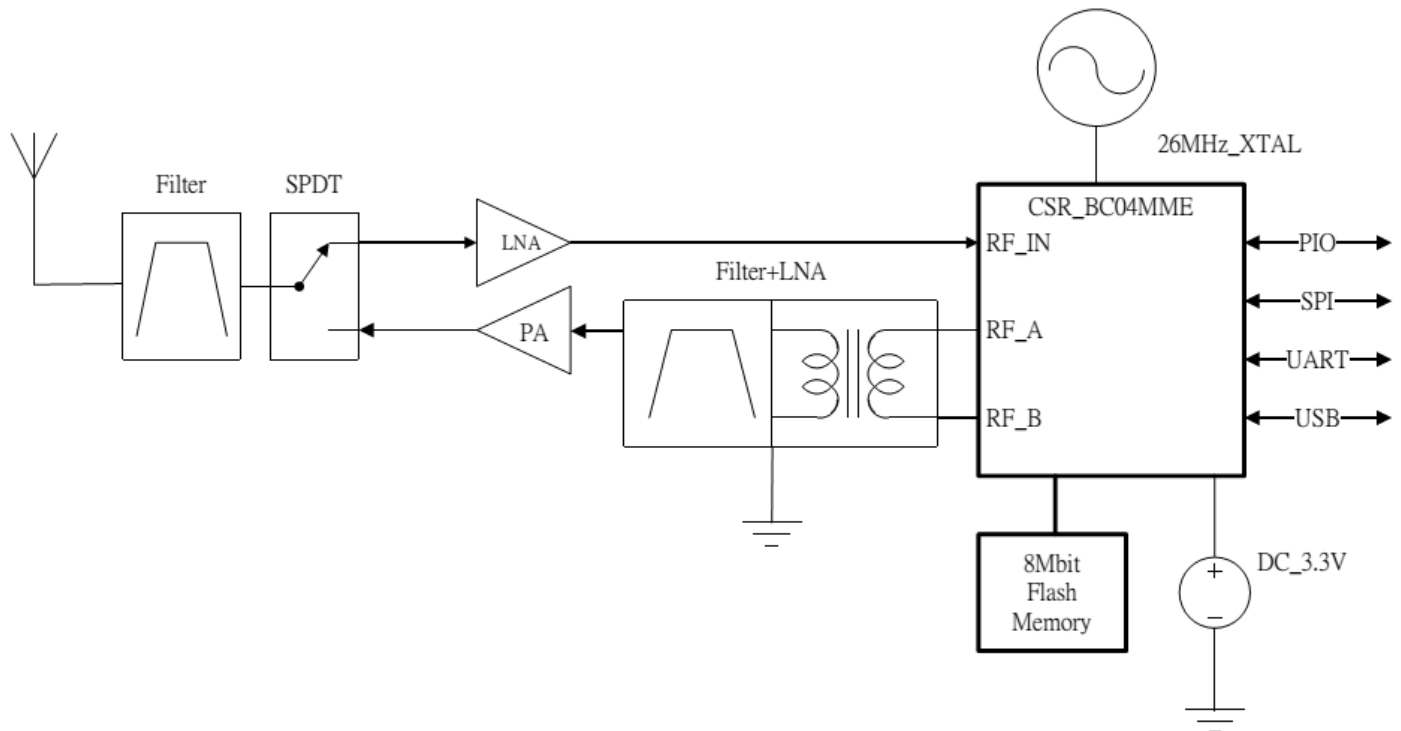 26MHz_XTAL
Filter
SPDT
CSR_BC04MME
LNA
RF_IN
PIO
Filter+LNA
SPI
PA
RF_A
UART
RF_B
USB
8Mbit
Flash
Memory
DC_3.3V
+
−